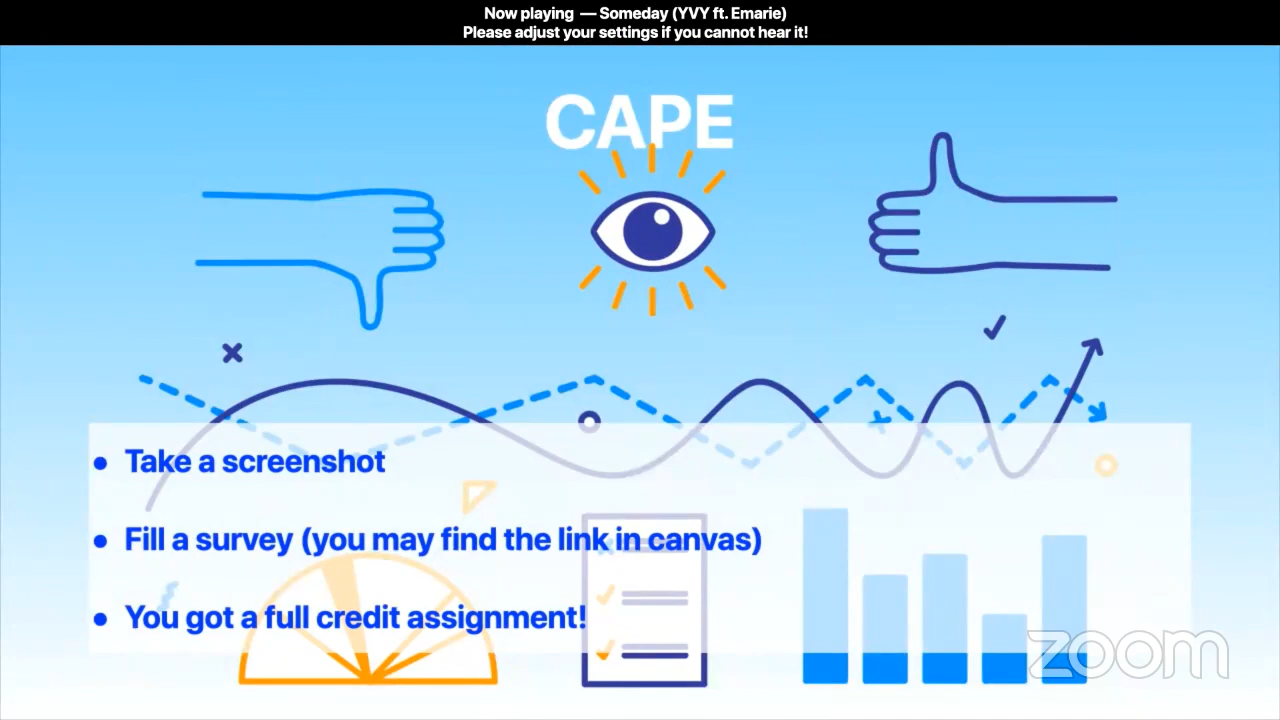 Now playing — Someday (YVY ft. Emarie)
Please adjust your settings if you cannot hear it!
CAPE
● Take a screenshot
● Fill a survey (you may find the link in canvas)
● You got a full credit assignment!
zoom